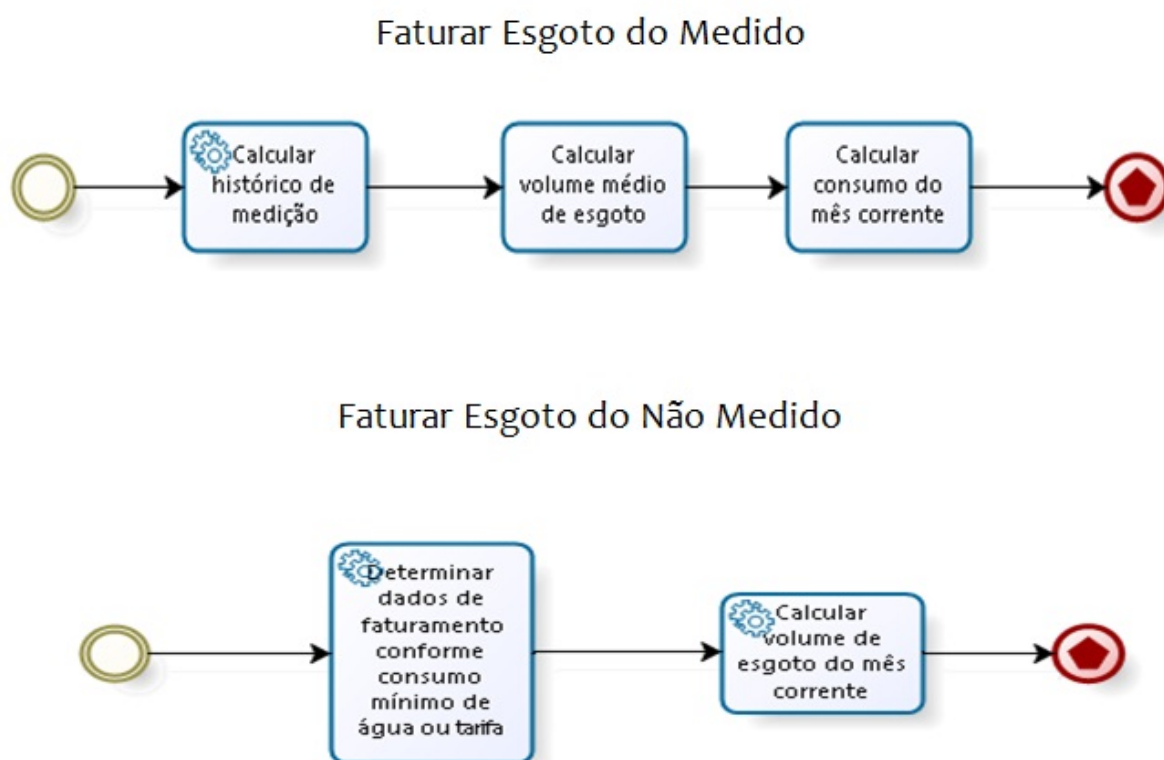 Faturar Esgoto do Medido
Calcular
histórico de
medição
Calcular
volume médio
de esgoto
Calcular
consumo do
mês corrente
Faturar Esgoto do Não Medido
Determinar
dados de
faturamento
conforme
consumo
mínimo de
água ou tarifa
Calcular
volume de
esgoto do mês
corrente